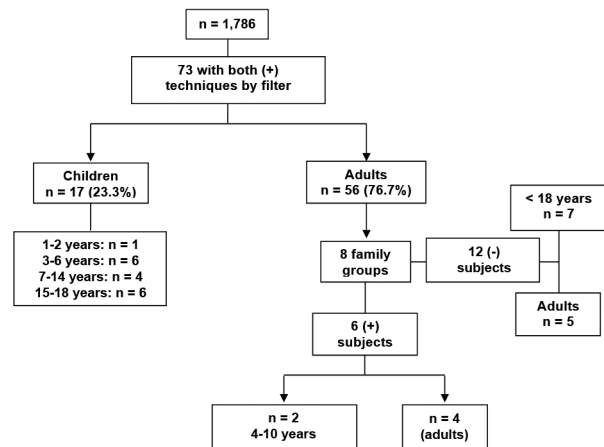 n = 1,786
73 with both (+)
techniques by filter
Children
n = 17 (23.3%)
Adults
n = 56 (76.7%)
1-2 years: n = 1
3-6 years: n = 6
7-14 years: n = 4
15-18 years: n = 6
8 family
groups
12 (-)
subjects
< 18 years
n = 7
Adults
n = 5
6 (+)
subjects
n = 2
4-10 years
n = 4
(adults)